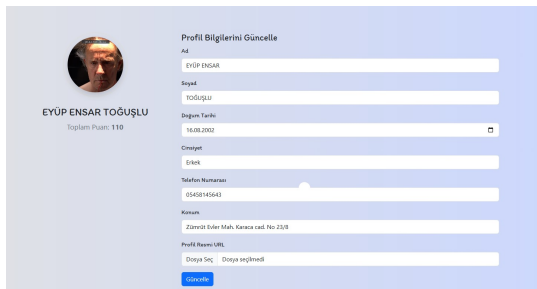 Profil Bilgilerini Güncelle
Ad
EYÜP ENSAR
Soyad
TOĞUŞLU
EYÜP ENSAR TOĞUŞLU
Toplam Puan: 110
Doğum Tarihi
16.08.2002
Cinsiyet
Erkek
Telefon Numarası
05458145643
Konum
Zümrüt Evler Mah. Karaca cad. No 23/8
Profil Resmi URL
Dosya Seç Dosya seçilmedi
Güncelle